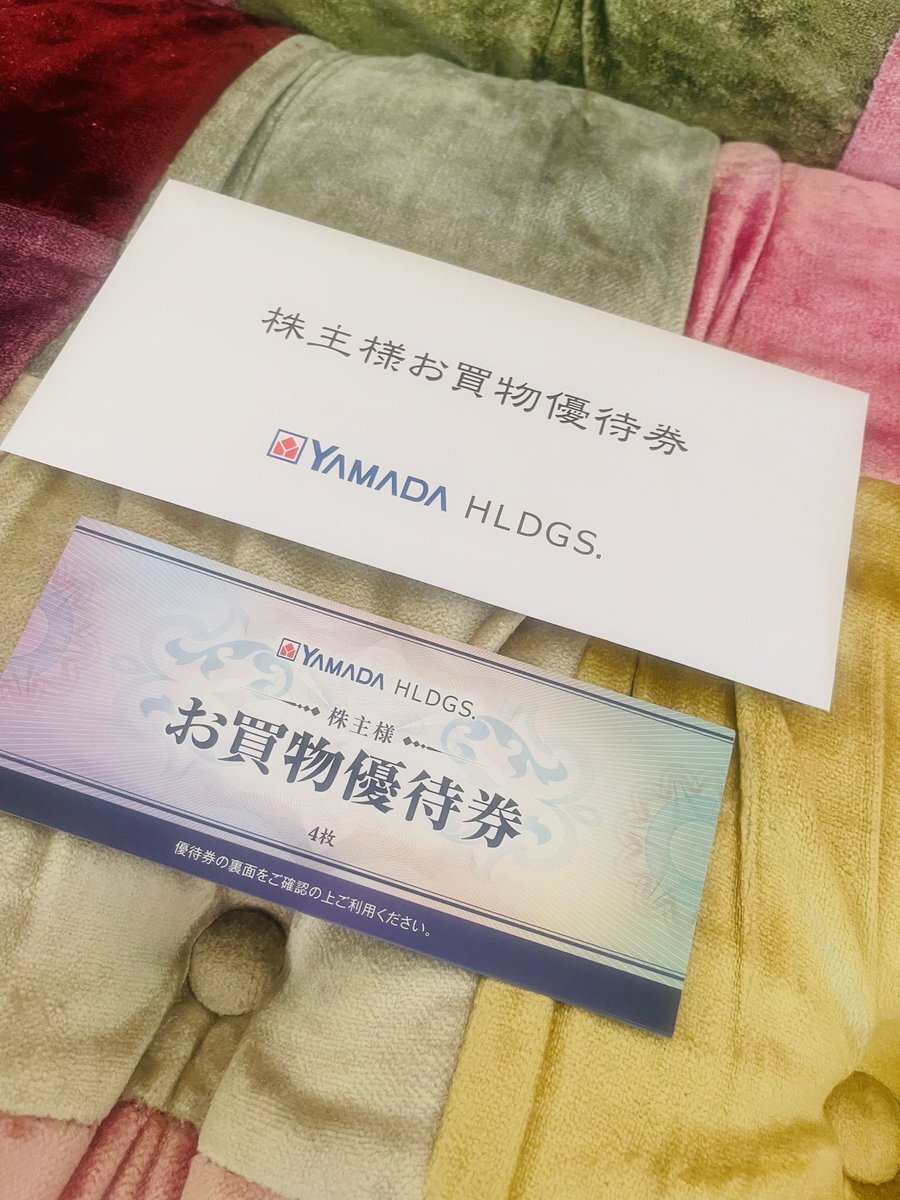 株主様お買物優待券
YAMADA HLDGS.
YAMADA HLDGS.
株主様
お買物優待券
4枚
優待券の裏面をご確認の上ご利用ください。